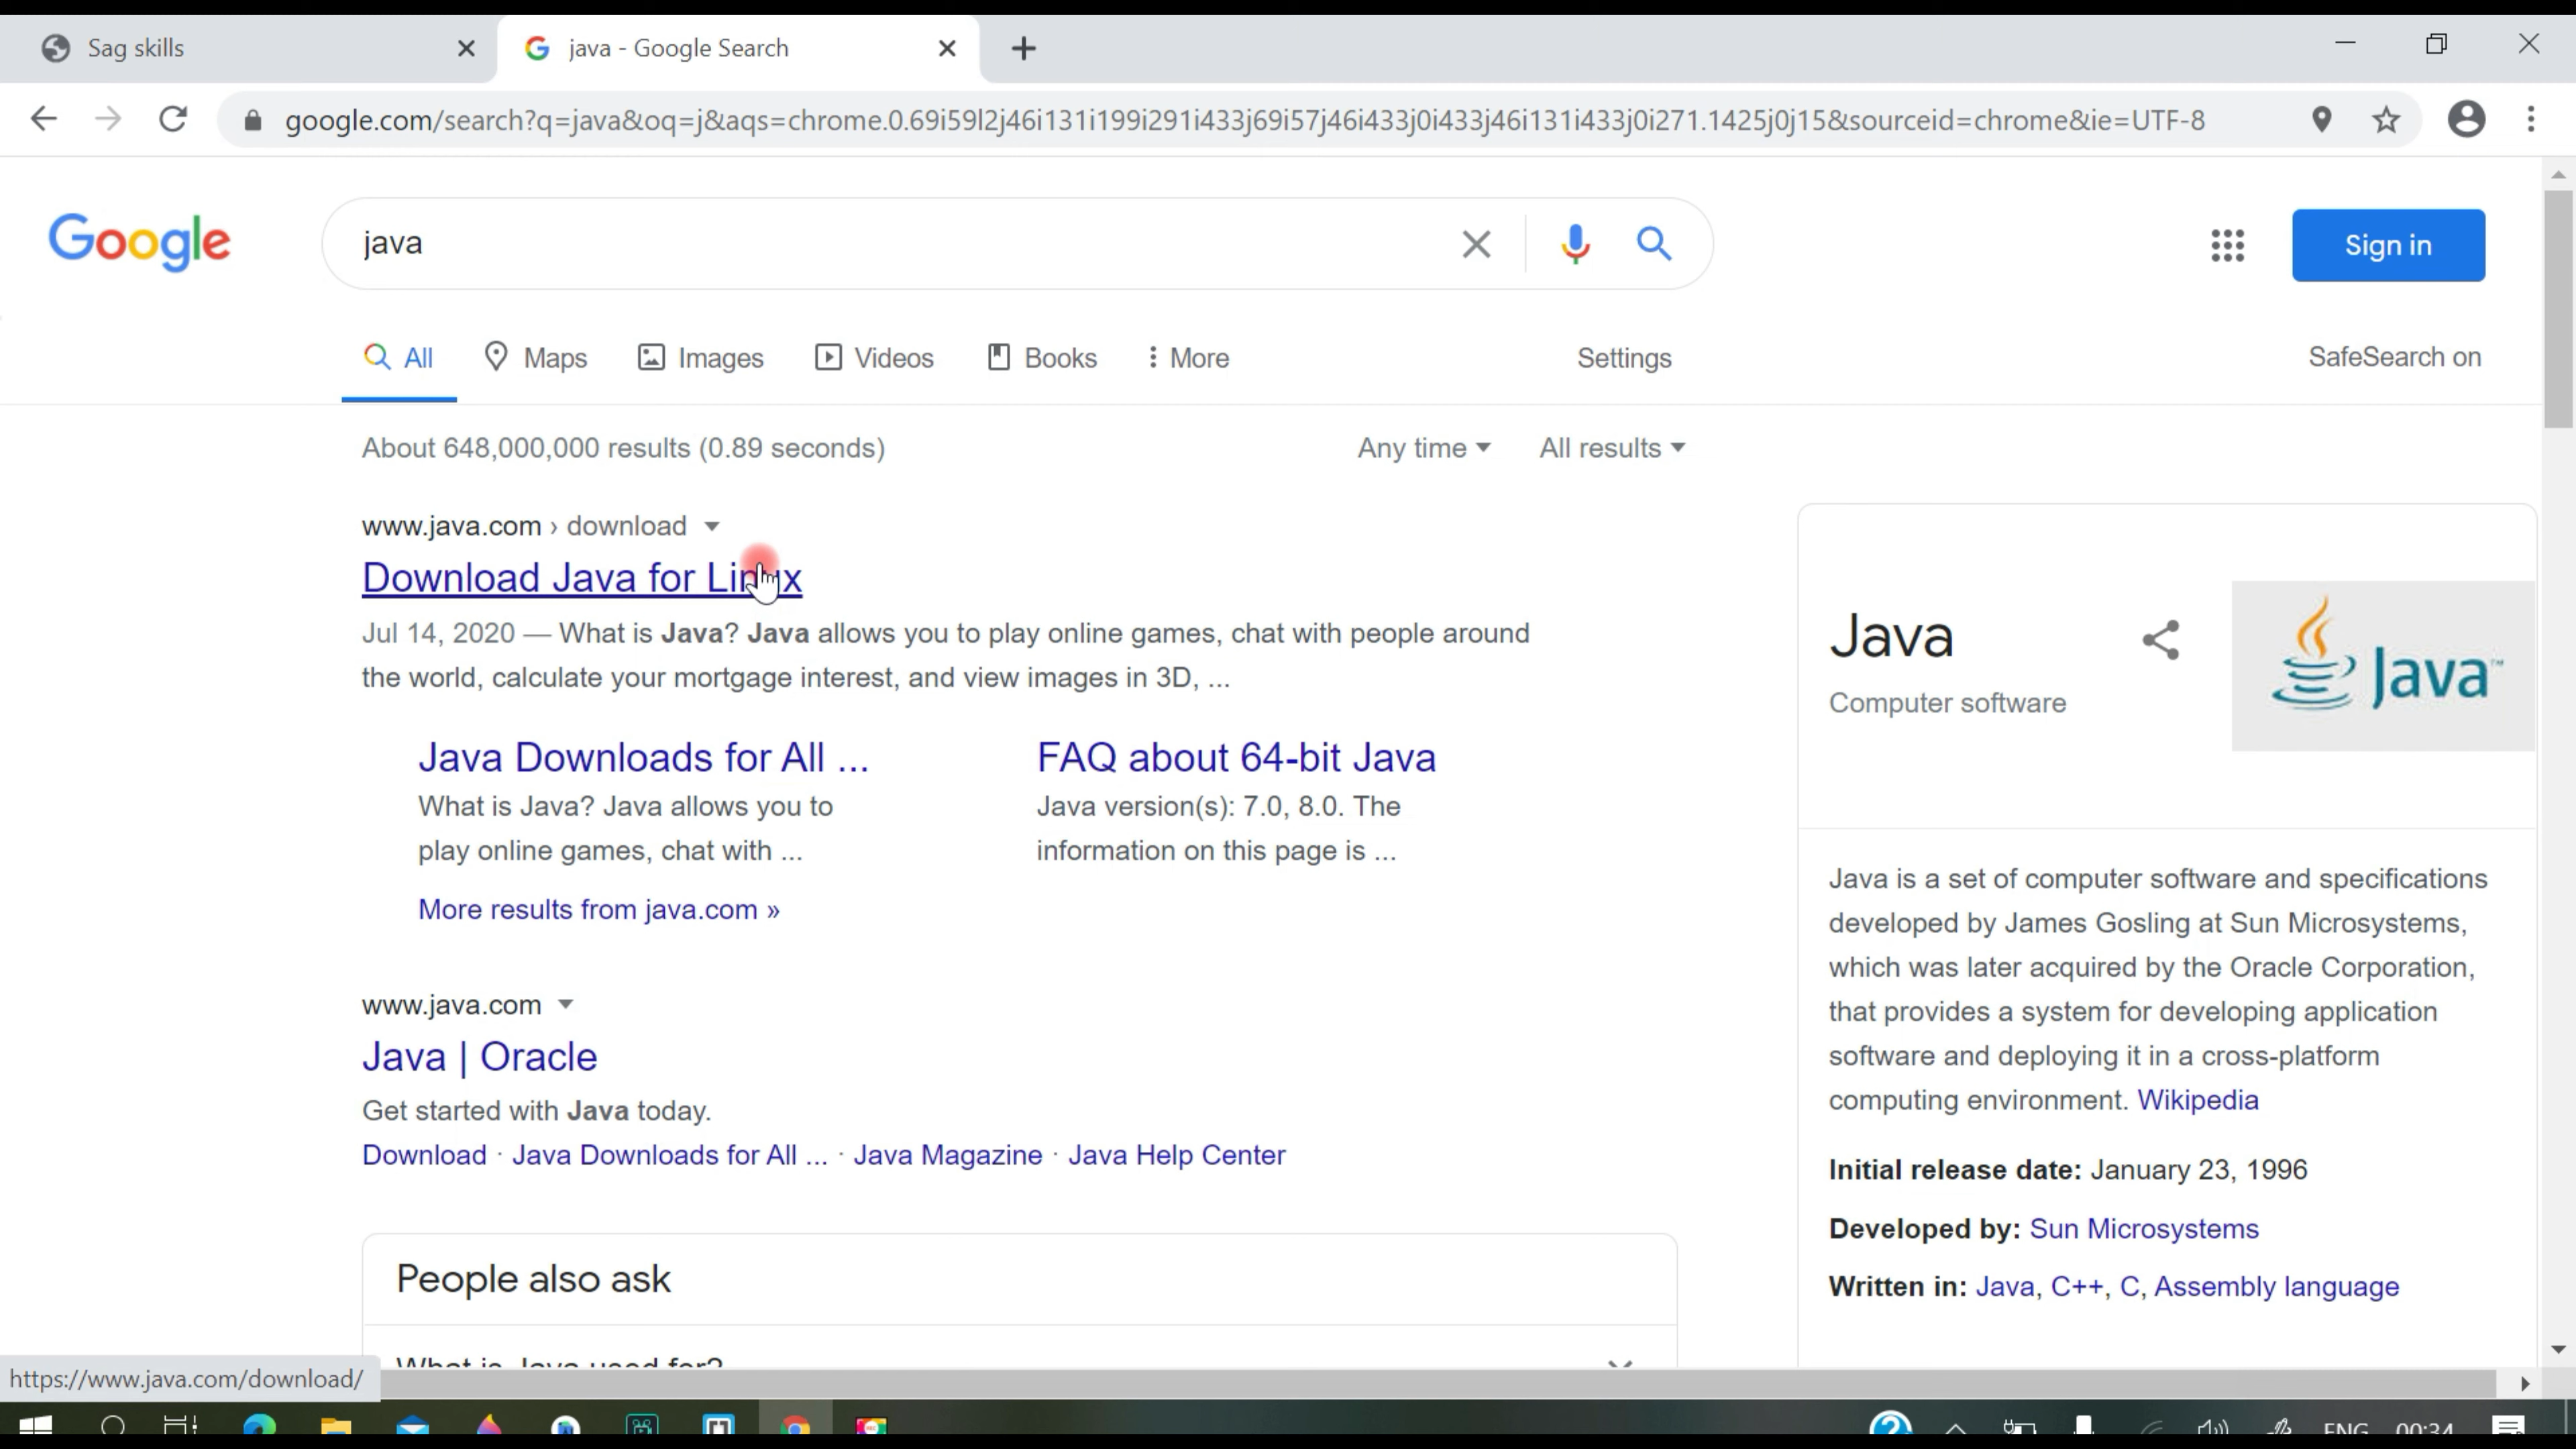 Sag skills
java - Google Search
google.com/search?q=java&oq=j&aqs=chrome.0.69i59l2j46i131i199i291i433j69i57j46i433j0i433j46i131i433j0i271.1425j0j15&sourceid=chrome&ie=UTF-8
Google
java
Sign in
All
Maps
Images
Videos
Books
More
Settings
SafeSearch on
About 648,000,000 results (0.89 seconds)
Any time
All results
www.java.com › download
Download Java for Linux
Jul 14, 2020 — What is Java? Java allows you to play online games, chat with people around
the world, calculate your mortgage interest, and view images in 3D, ...
Java Downloads for All ...
What is Java? Java allows you to
play online games, chat with ...
FAQ about 64-bit Java
Java version(s): 7.0, 8.0. The
information on this page is ...
More results from java.com »
www.java.com
Java | Oracle
Get started with Java today.
Download · Java Downloads for All ... · Java Magazine · Java Help Center
People also ask
What is Java used for?
Java
Computer software
Java™
Java is a set of computer software and specifications
developed by James Gosling at Sun Microsystems,
which was later acquired by the Oracle Corporation,
that provides a system for developing application
software and deploying it in a cross-platform
computing environment. Wikipedia
Initial release date: January 23, 1996
Developed by: Sun Microsystems
Written in: Java, C++, C, Assembly language
https://www.java.com/download/
ENG
00:34